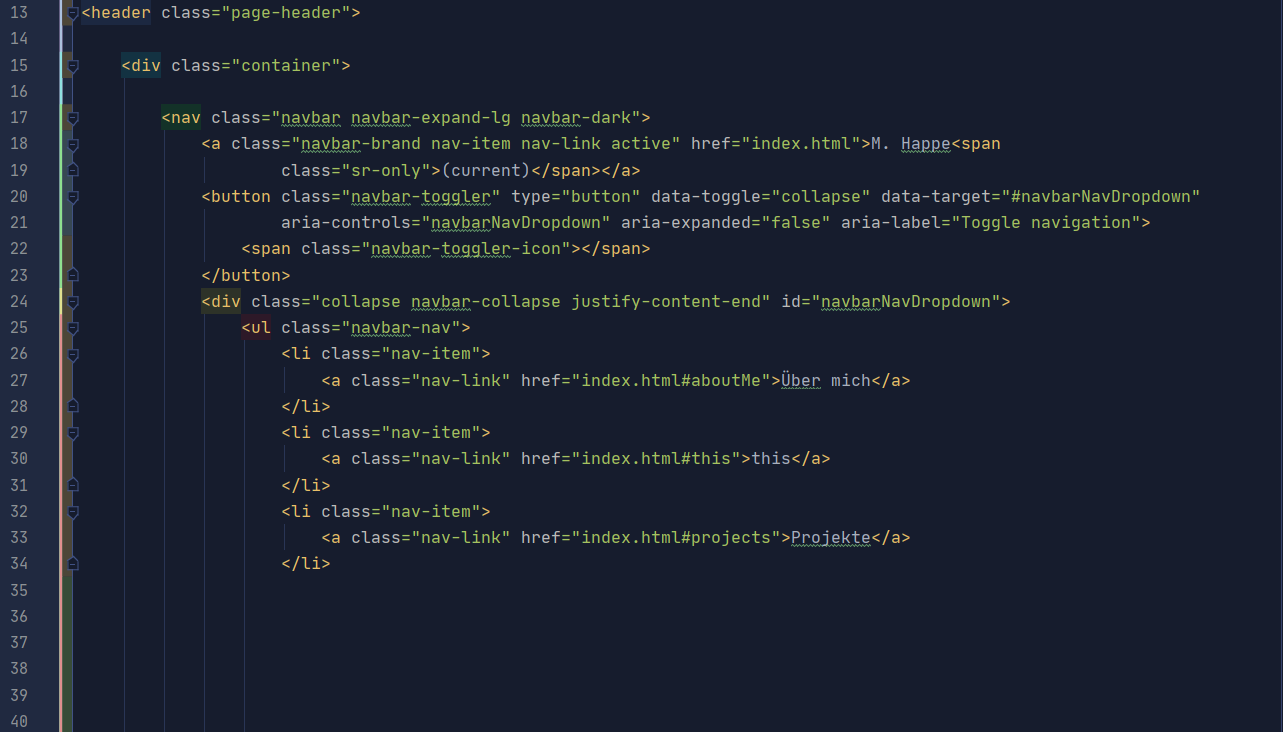 13 <header class="page-header">
14
15 <div class="container">
16
17 <nav class="navbar navbar-expand-lg navbar-dark">
18 <a class="navbar-brand nav-item nav-link active" href="index.html">M. Happe<span
19 class="sr-only">(current)</span></a>
20 <button class="navbar-toggler" type="button" data-toggle="collapse" data-target="#navbarNavDropdown"
21 aria-controls="navbarNavDropdown" aria-expanded="false" aria-label="Toggle navigation">
22 <span class="navbar-toggler-icon"></span>
23 </button>
24 <div class="collapse navbar-collapse justify-content-end" id="navbarNavDropdown">
25 <ul class="navbar-nav">
26 <li class="nav-item">
27 <a class="nav-link" href="index.html#aboutMe">Über mich</a>
28 </li>
29 <li class="nav-item">
30 <a class="nav-link" href="index.html#this">this</a>
31 </li>
32 <li class="nav-item">
33 <a class="nav-link" href="index.html#projects">Projekte</a>
34 </li>
35
36
37
38
39
40